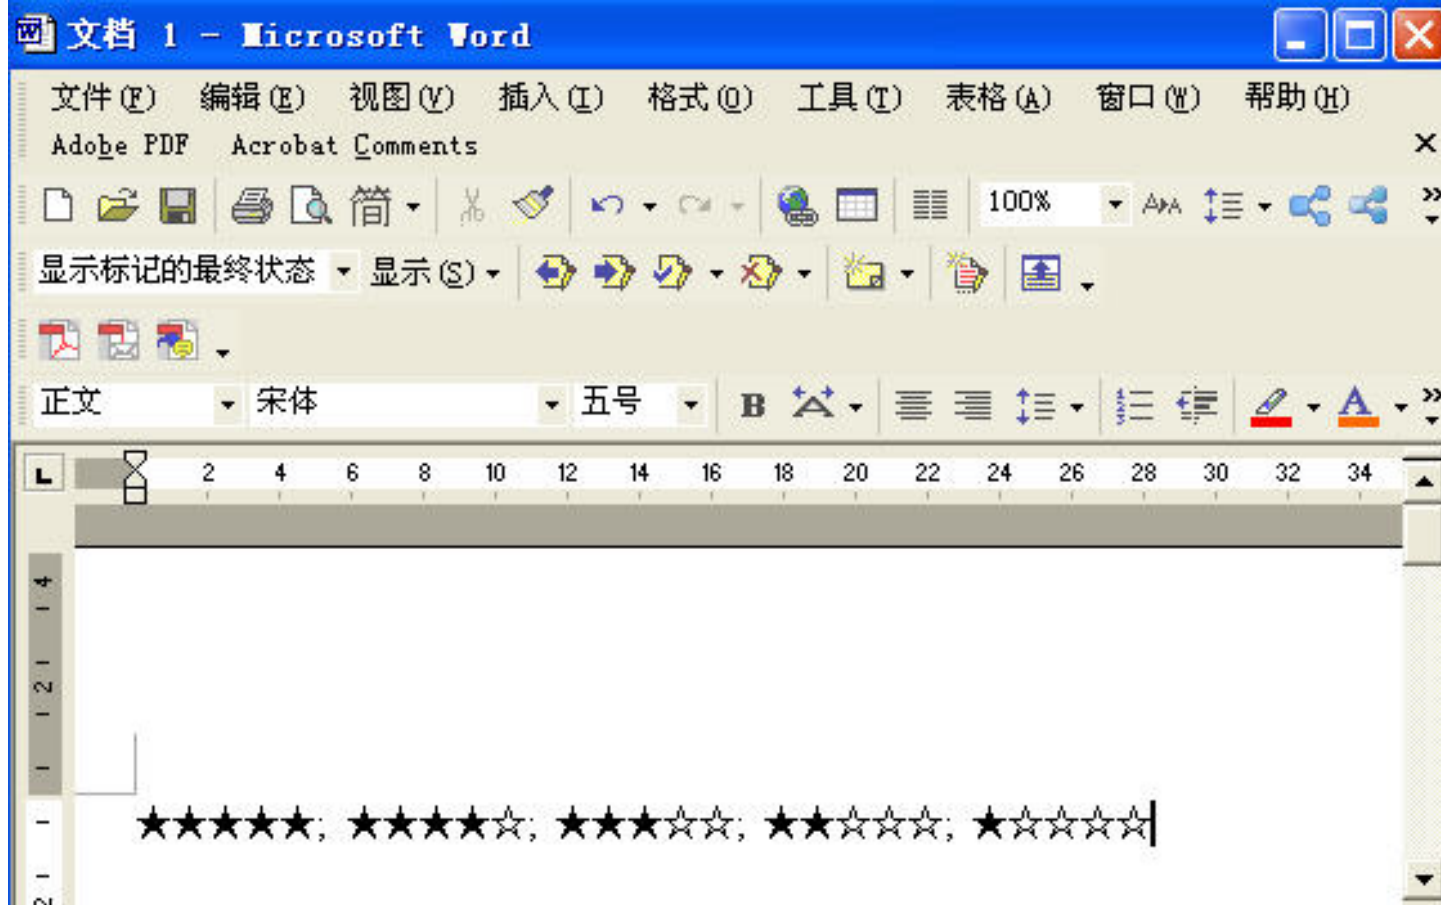 文档 1 - Microsoft Word
文件(F) 编辑(E) 视图(V) 插入(I) 格式(O) 工具(T) 表格(A) 窗口(W) 帮助(H)
Adobe PDF Acrobat Comments
简 100%
显示标记的最终状态 显示(S)
正文 宋体 五号 B A A
L 2 4 6 8 10 12 14 16 18 20 22 24 26 28 30 32 34
4
2
★★★★★; ★★★★☆; ★★★☆☆; ★★☆☆☆; ★☆☆☆☆
2